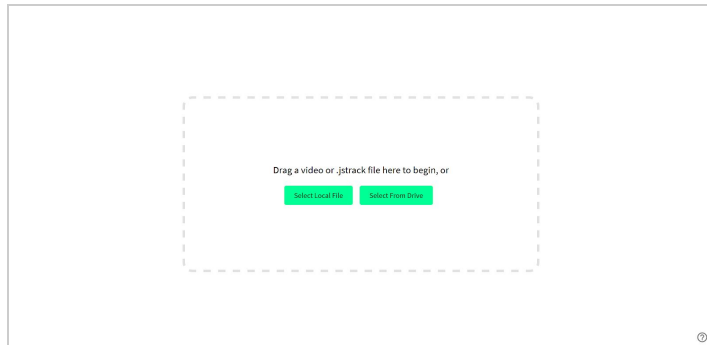 Drag a video or .jstrack file here to begin, or
Select Local File Select From Drive